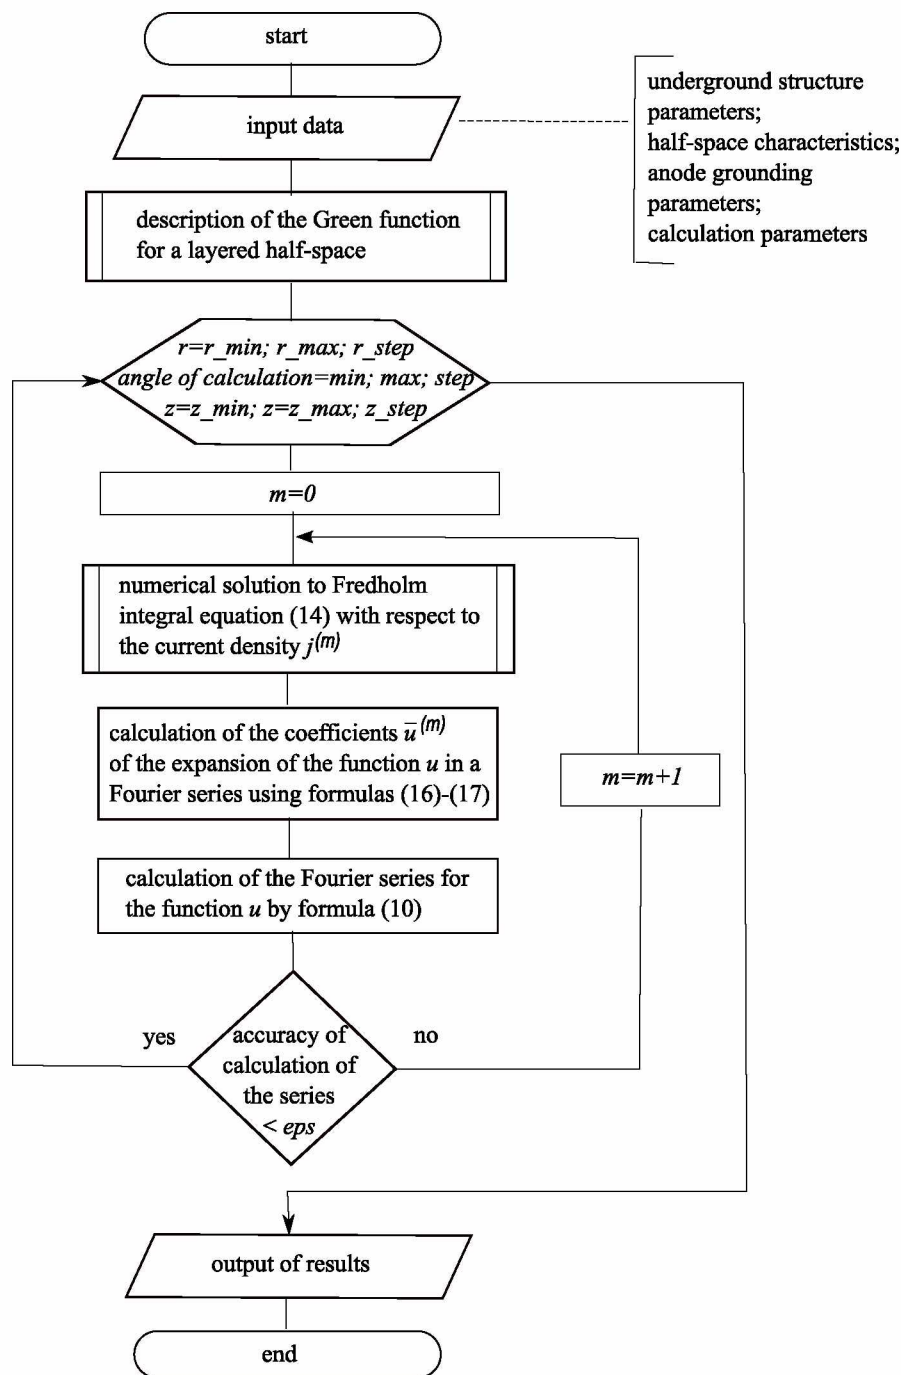 start
input data
underground structure
parameters;
half-space characteristics;
anode grounding
parameters;
calculation parameters
description of the Green function
for a layered half-space
r=r_min; r_max; r_step
angle of calculation=min; max; step
z=z_min; z=z_max; z_step
m=0
numerical solution to Fredholm
integral equation (14) with respect to
the current density j^(m)
calculation of the coefficients ū^(m)
of the expansion of the function u in a
Fourier series using formulas (16)-(17)
m=m+1
calculation of the Fourier series for
the function u by formula (10)
yes
no
accuracy of
calculation of
the series
< eps
output of results
end